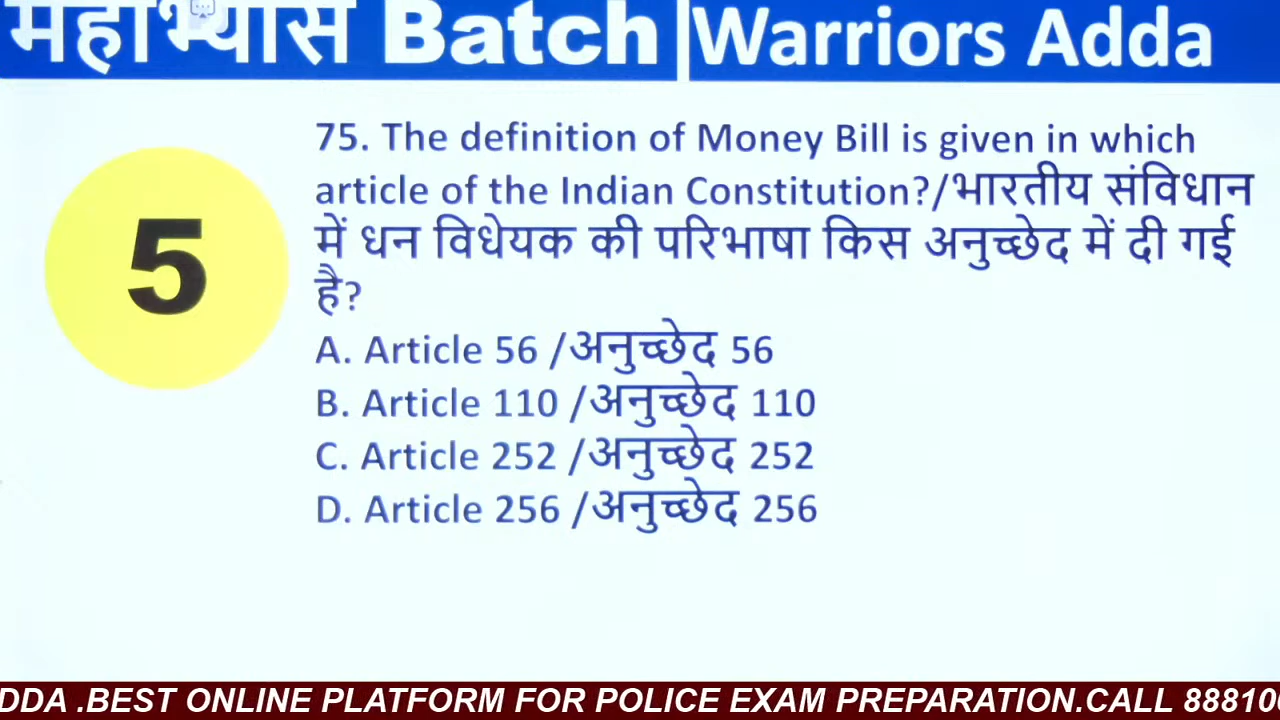 महाभ्यास Batch Warriors Adda
75. The definition of Money Bill is given in which
article of the Indian Constitution?/भारतीय संविधान
में धन विधेयक की परिभाषा किस अनुच्छेद में दी गई
है?
5
A. Article 56 /अनुच्छेद 56
B. Article 110 /अनुच्छेद 110
C. Article 252 /अनुच्छेद 252
D. Article 256 /अनुच्छेद 256
DDA .BEST ONLINE PLATFORM FOR POLICE EXAM PREPARATION.CALL 88810